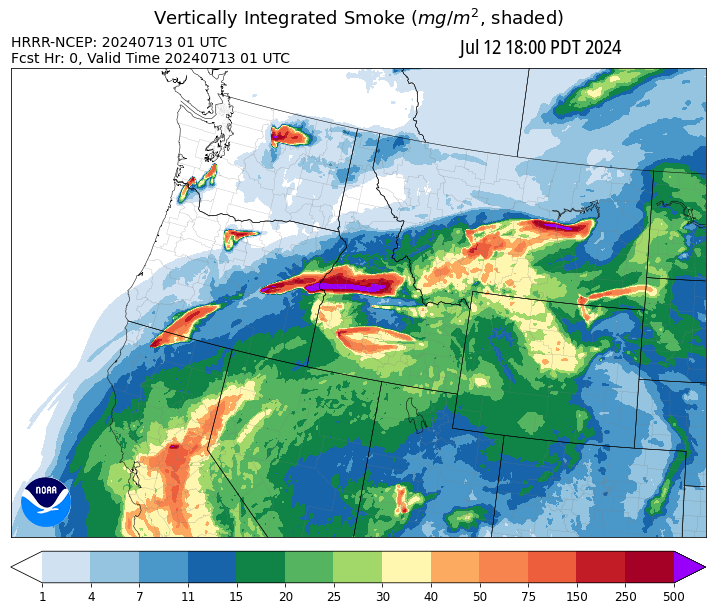 Vertically Integrated Smoke (mg/m², shaded)
HRRR-NCEP: 20240713 01 UTC
Jul 12 18:00 PDT 2024
Fcst Hr: 0, Valid Time 20240713 01 UTC
NOAA
1 4 7 11 15 20 25 30 40 50 75 150 250 500